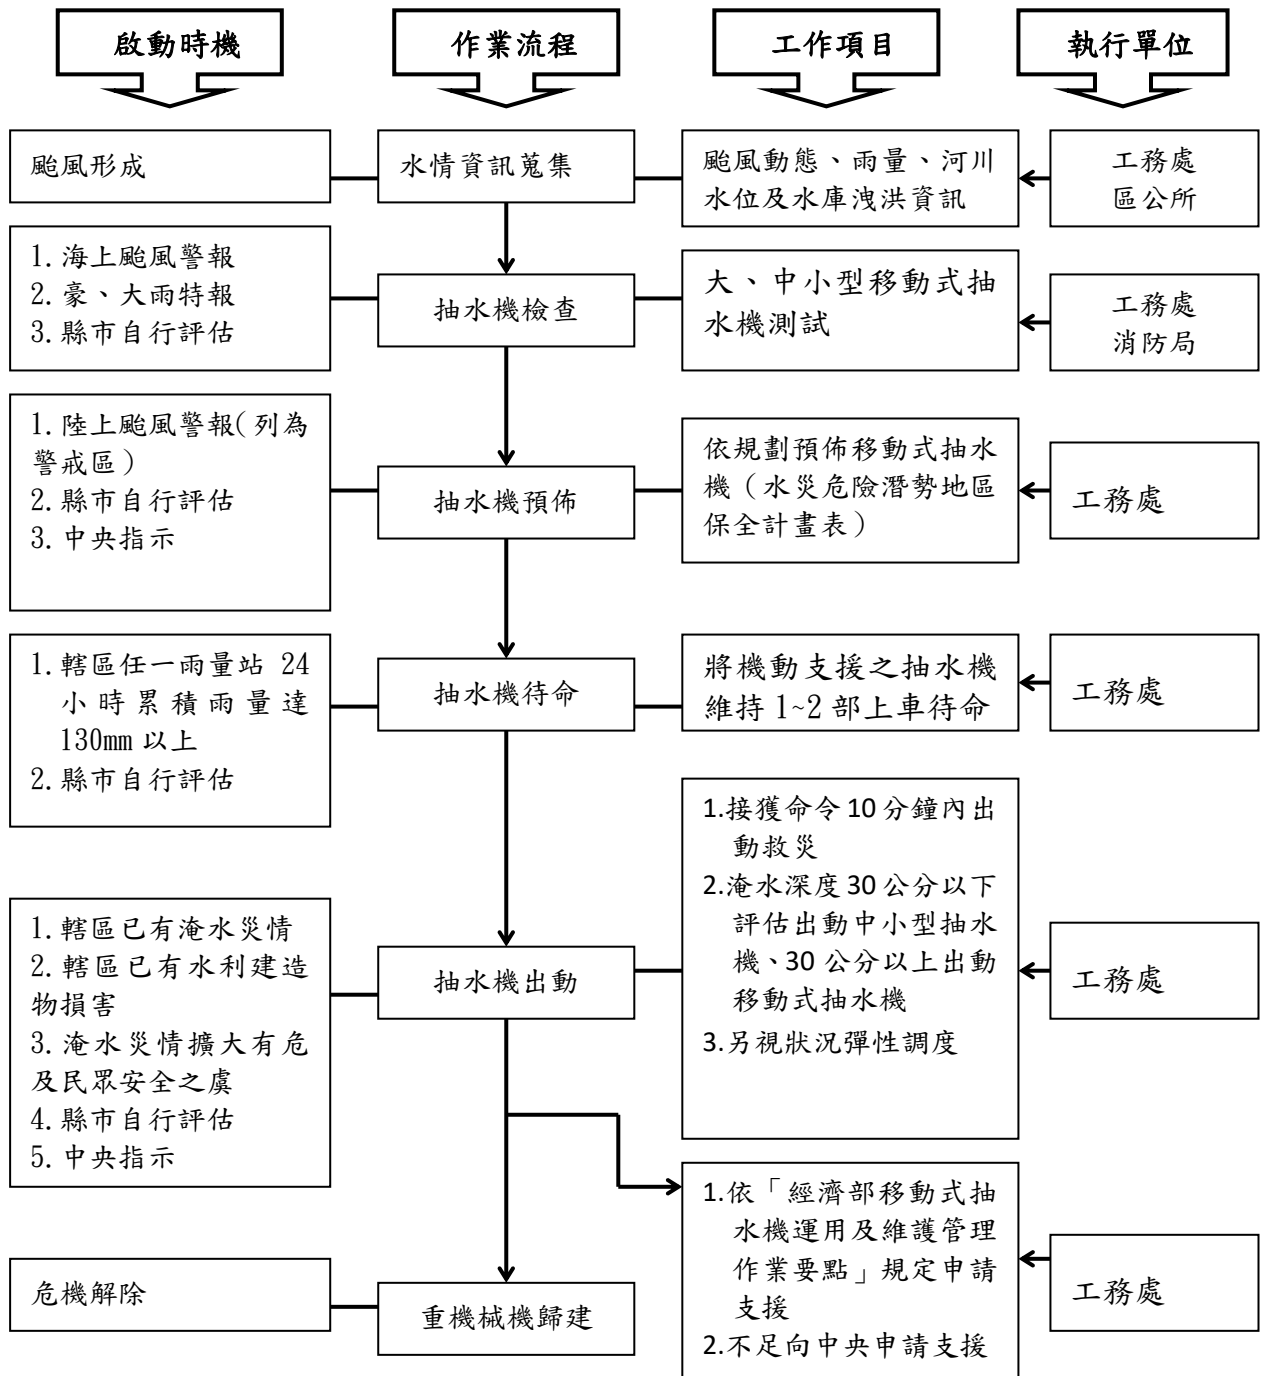 啟動時機
作業流程
工作項目
執行單位
颱風形成
水情資訊蒐集
颱風動態、雨量、河川
水位及水庫洩洪資訊
工務處
區公所
1.海上颱風警報
2.豪、大雨特報
3.縣市自行評估
抽水機檢查
大、中小型移動式抽
水機測試
工務處
消防局
1.陸上颱風警報(列為
警戒區)
2.縣市自行評估
3.中央指示
抽水機預佈
依規劃預佈移動式抽水
機(水災危險潛勢地區
保全計畫表)
工務處
1.轄區任一雨量站 24
小時累積雨量達
130mm 以上
2.縣市自行評估
抽水機待命
將機動支援之抽水機
維持 1~2 部上車待命
工務處
1.轄區已有淹水災情
2.轄區已有水利建造
物損害
3.淹水災情擴大有危
及民眾安全之虞
4.縣市自行評估
5.中央指示
抽水機出動
1.接獲命令 10 分鐘內出
動救災
2.淹水深度 30 公分以下
評估出動中小型抽水
機、30 公分以上出動
移動式抽水機
3.另視狀況彈性調度
工務處
危機解除
重機械機歸建
1.依「經濟部移動式抽
水機運用及維護管理
作業要點」規定申請
支援
2.不足向中央申請支援
工務處